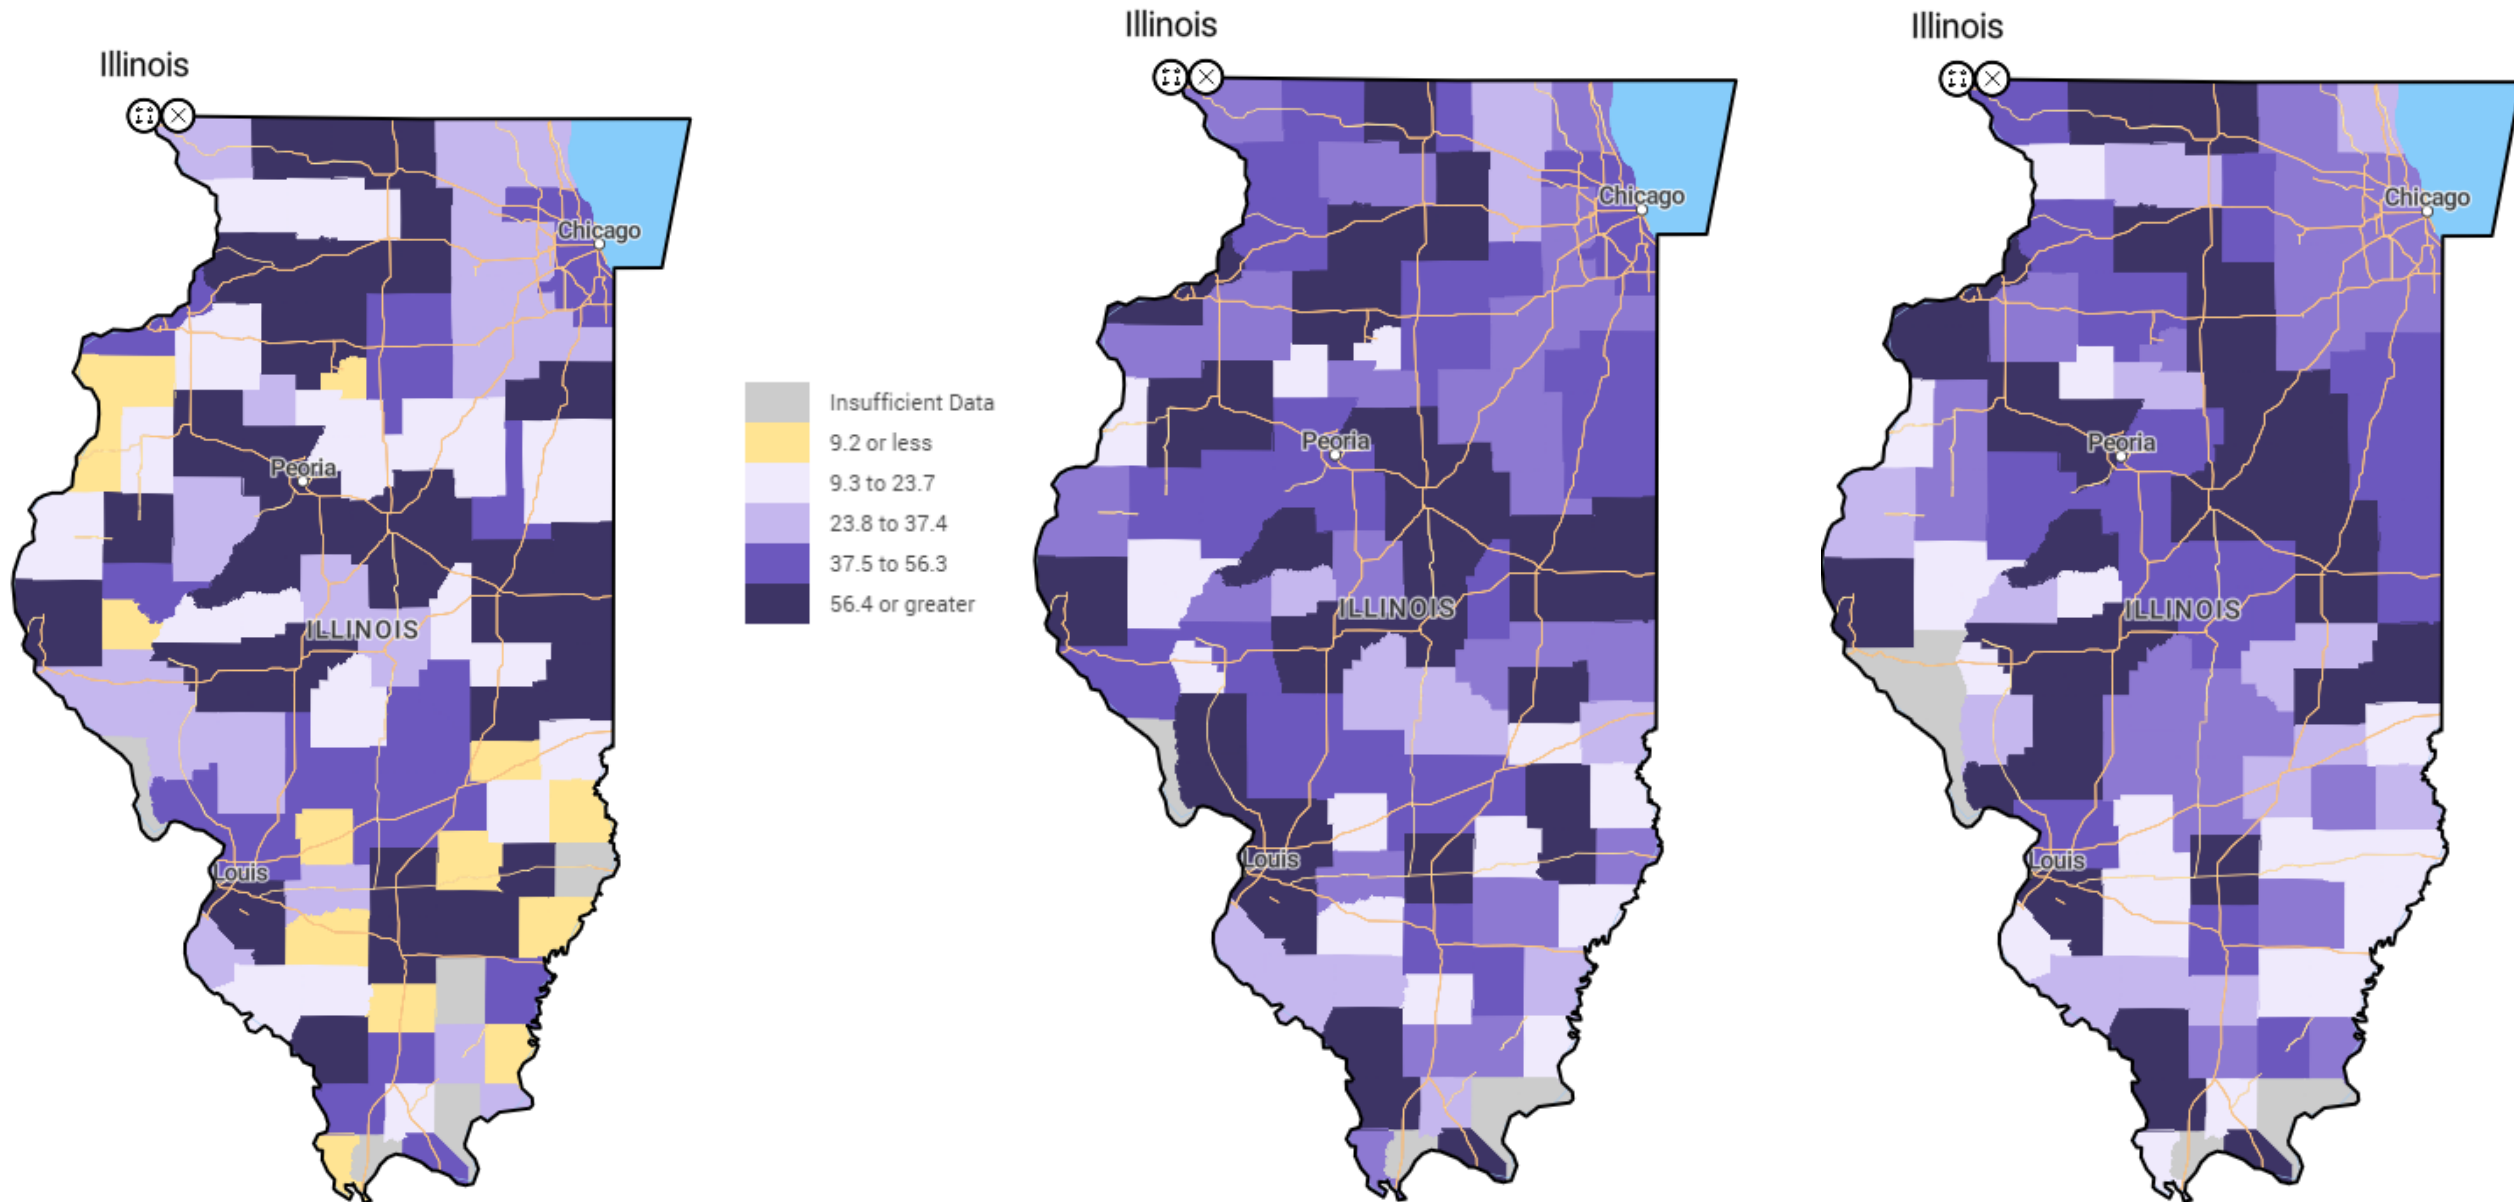 Illinois
Chicago
Peoria
ILLINOIS
Louis
Insufficient Data
9.2 or less
9.3 to 23.7
23.8 to 37.4
37.5 to 56.3
56.4 or greater
Illinois
Chicago
Peoria
ILLINOIS
Louis
Illinois
Chicago
Peoria
ILLINOIS
Louis